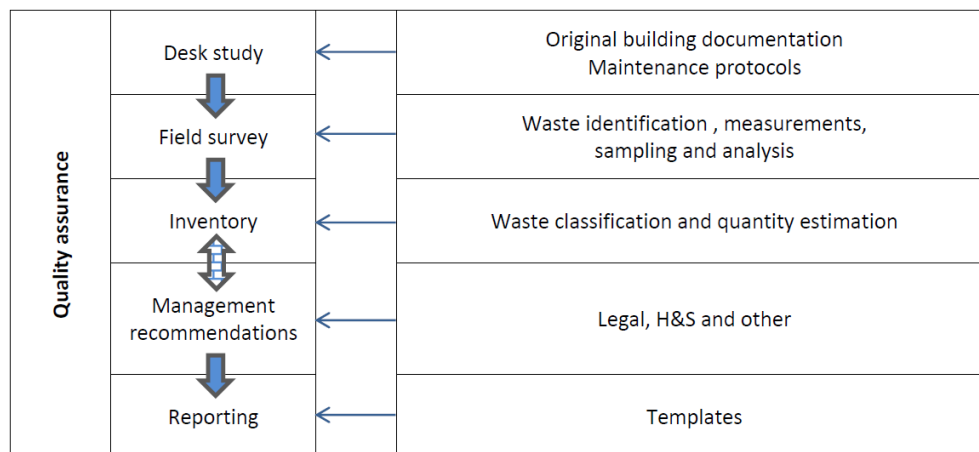 Quality assurance
Desk study
Original building documentation
Maintenance protocols
Field survey
Waste identification , measurements,
sampling and analysis
Inventory
Waste classification and quantity estimation
Management
recommendations
Legal, H&S and other
Reporting
Templates